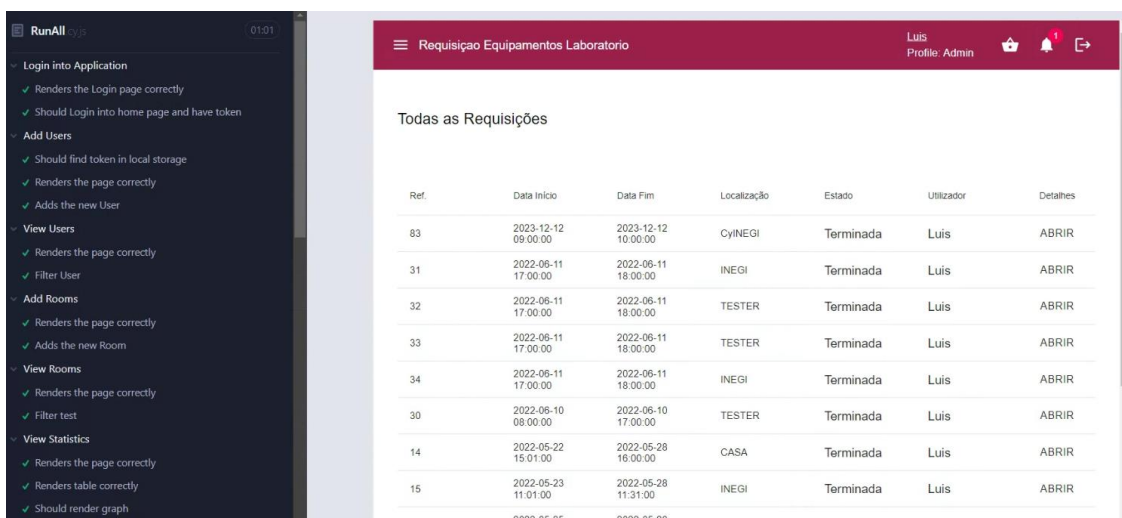 RunAll cy.js 01:01
Login into Application
Renders the Login page correctly
Should Login into home page and have token
Add Users
Should find token in local storage
Renders the page correctly
Adds the new User
View Users
Renders the page correctly
Filter User
Add Rooms
Renders the page correctly
Adds the new Room
View Rooms
Renders the page correctly
Filter test
View Statistics
Renders the page correctly
Renders table correctly
Should render graph
Requisiçao Equipamentos Laboratorio
Luis
Profile: Admin
1
Todas as Requisições
Ref. Data Início Data Fim Localização Estado Utilizador Detalhes
83 2023-12-12 09:00:00 2023-12-12 10:00:00 CyINEGI Terminada Luis ABRIR
31 2022-06-11 17:00:00 2022-06-11 18:00:00 INEGI Terminada Luis ABRIR
32 2022-06-11 17:00:00 2022-06-11 18:00:00 TESTER Terminada Luis ABRIR
33 2022-06-11 17:00:00 2022-06-11 18:00:00 TESTER Terminada Luis ABRIR
34 2022-06-11 17:00:00 2022-06-11 18:00:00 INEGI Terminada Luis ABRIR
30 2022-06-10 08:00:00 2022-06-10 17:00:00 TESTER Terminada Luis ABRIR
14 2022-05-22 15:01:00 2022-05-28 16:00:00 CASA Terminada Luis ABRIR
15 2022-05-23 11:01:00 2022-05-28 11:31:00 INEGI Terminada Luis ABRIR